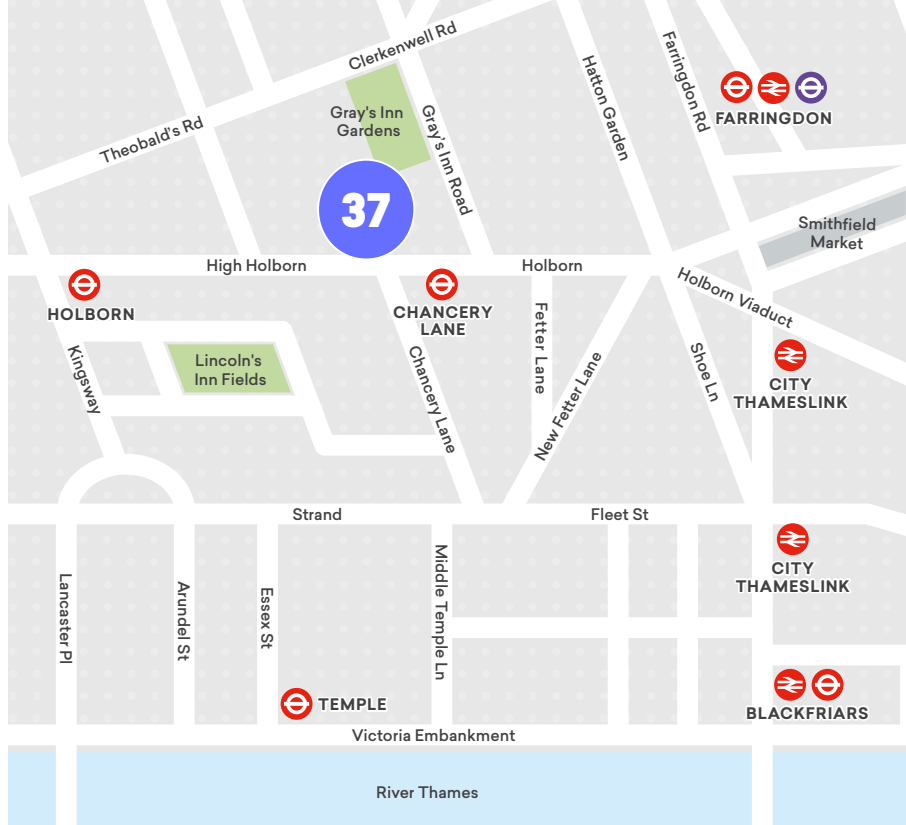 Clerkenwell Rd
Hatton Garden
Farringdon Rd
FARRINGDON
Theobald's Rd
Gray's Inn
Gardens
Gray's Inn Road
37
Smithfield
Market
High Holborn
Holborn
HOLBORN
CHANCERY
LANE
Holborn Viaduct
Kingsway
Lincoln's
Inn Fields
Chancery Lane
Fetter Lane
New Fetter Lane
Shoe Ln
CITY
THAMESLINK
Strand
Fleet St
CITY
THAMESLINK
Lancaster Pl
Arundel St
Essex St
Middle Temple Ln
TEMPLE
BLACKFRIARS
Victoria Embankment
River Thames